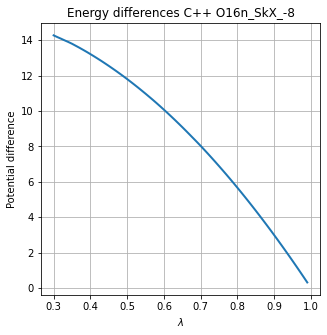 Energy differences C++ O16n_SkX_-8
Potential difference
14
12
10
8
6
4
2
0
0.3 0.4 0.5 0.6 0.7 0.8 0.9 1.0
λ